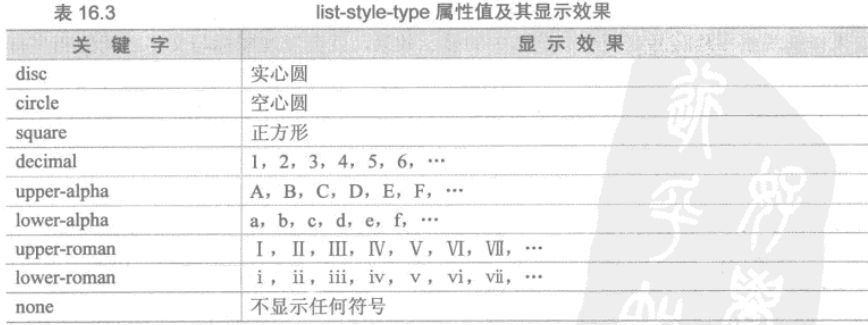 表 16.3 list-style-type 属性值及其显示效果
关键字 显示效果
disc 实心圆
circle 空心圆
square 正方形
decimal 1，2，3，4，5，6，…
upper-alpha A，B，C，D，E，F，…
lower-alpha a，b，c，d，e，f，…
upper-roman Ⅰ，Ⅱ，Ⅲ，Ⅳ，Ⅴ，Ⅵ，Ⅶ，…
lower-roman ⅰ，ⅱ，ⅲ，ⅳ，ⅴ，ⅵ，ⅶ，…
none 不显示任何符号